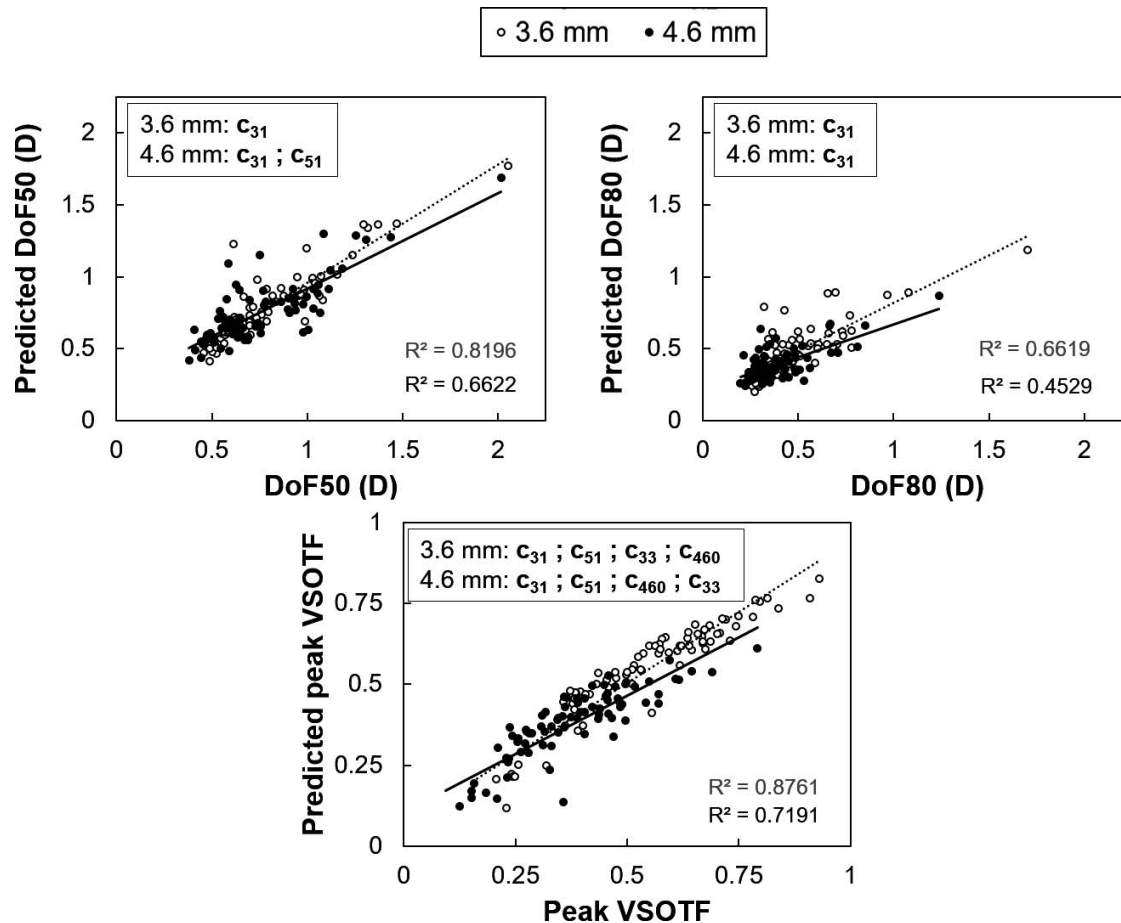 3.6 mm 4.6 mm
3.6 mm: c31
4.6 mm: c31 ; c51
Predicted DoF50 (D)
2
1.5
1
0.5
0
R² = 0.8196
R² = 0.6622
0 0.5 1 1.5 2
DoF50 (D)
3.6 mm: c31
4.6 mm: c31
Predicted DoF80 (D)
2
1.5
1
0.5
0
R² = 0.6619
R² = 0.4529
0 0.5 1 1.5 2
DoF80 (D)
3.6 mm: c31 ; c51 ; c33 ; c460
4.6 mm: c31 ; c51 ; c460 ; c33
Predicted peak VSOTF
1
0.75
0.5
0.25
0
R² = 0.8761
R² = 0.7191
0 0.25 0.5 0.75 1
Peak VSOTF